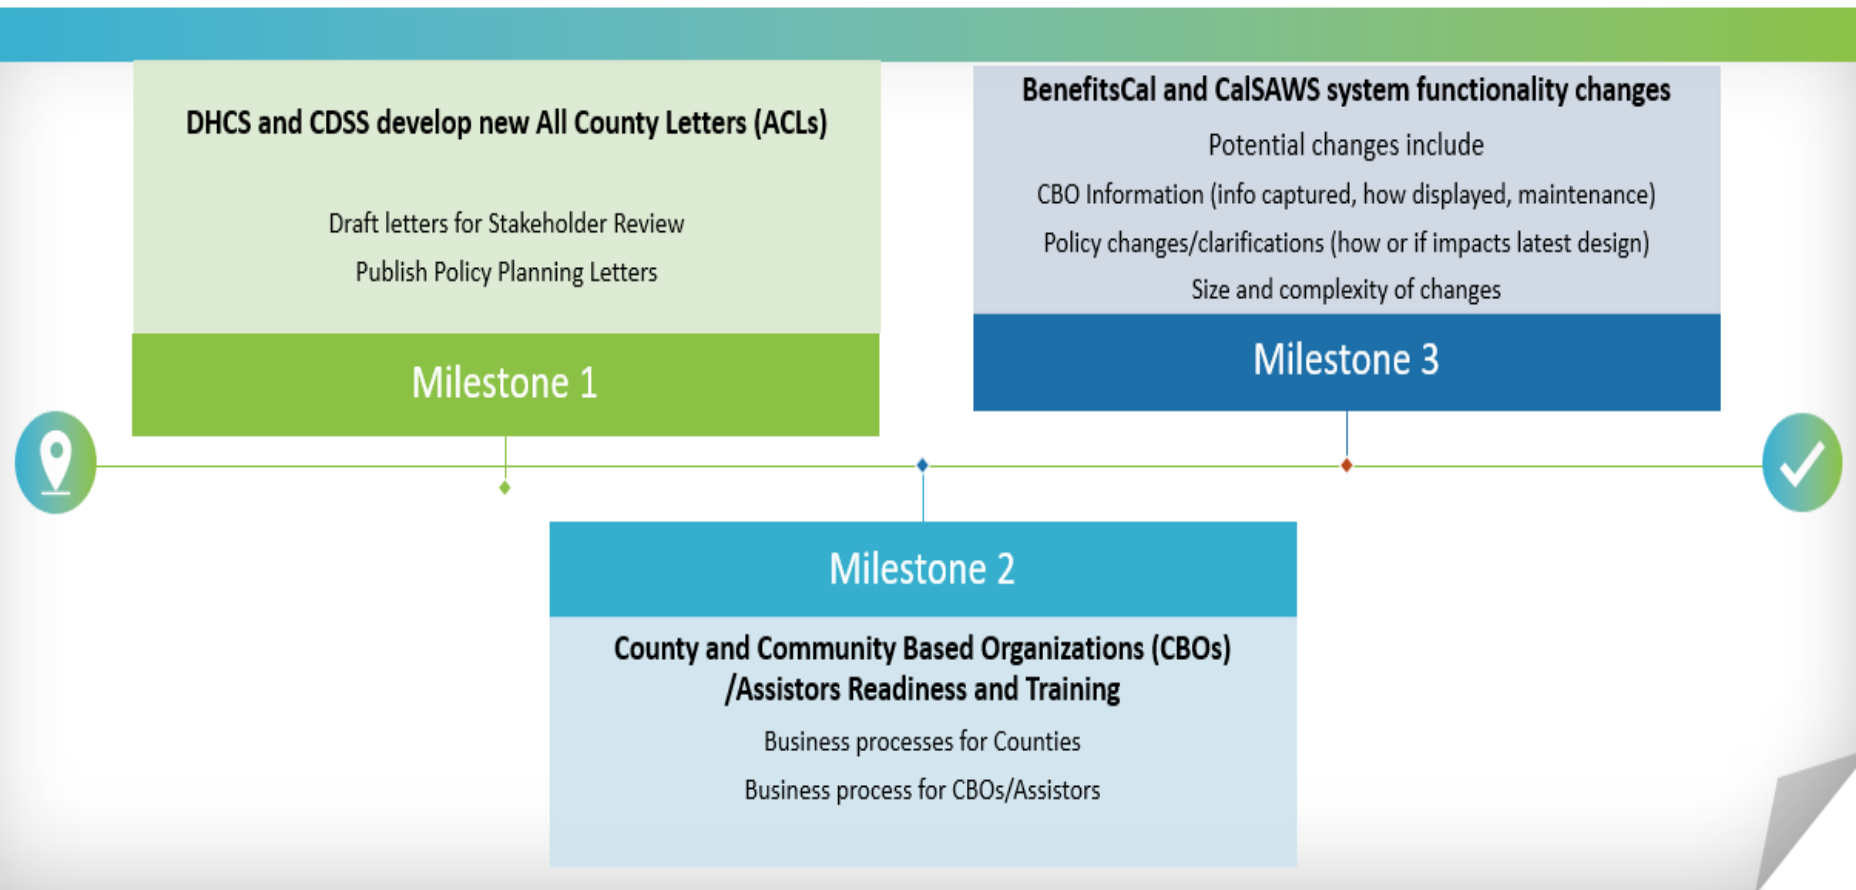 DHCS and CDSS develop new All County Letters (ACLs)
Draft letters for Stakeholder Review
Publish Policy Planning Letters
Milestone 1
BenefitsCal and CalSAWS system functionality changes
Potential changes include
CBO Information (info captured, how displayed, maintenance)
Policy changes/clarifications (how or if impacts latest design)
Size and complexity of changes
Milestone 3
Milestone 2
County and Community Based Organizations (CBOs)
/Assistors Readiness and Training
Business processes for Counties
Business process for CBOs/Assistors